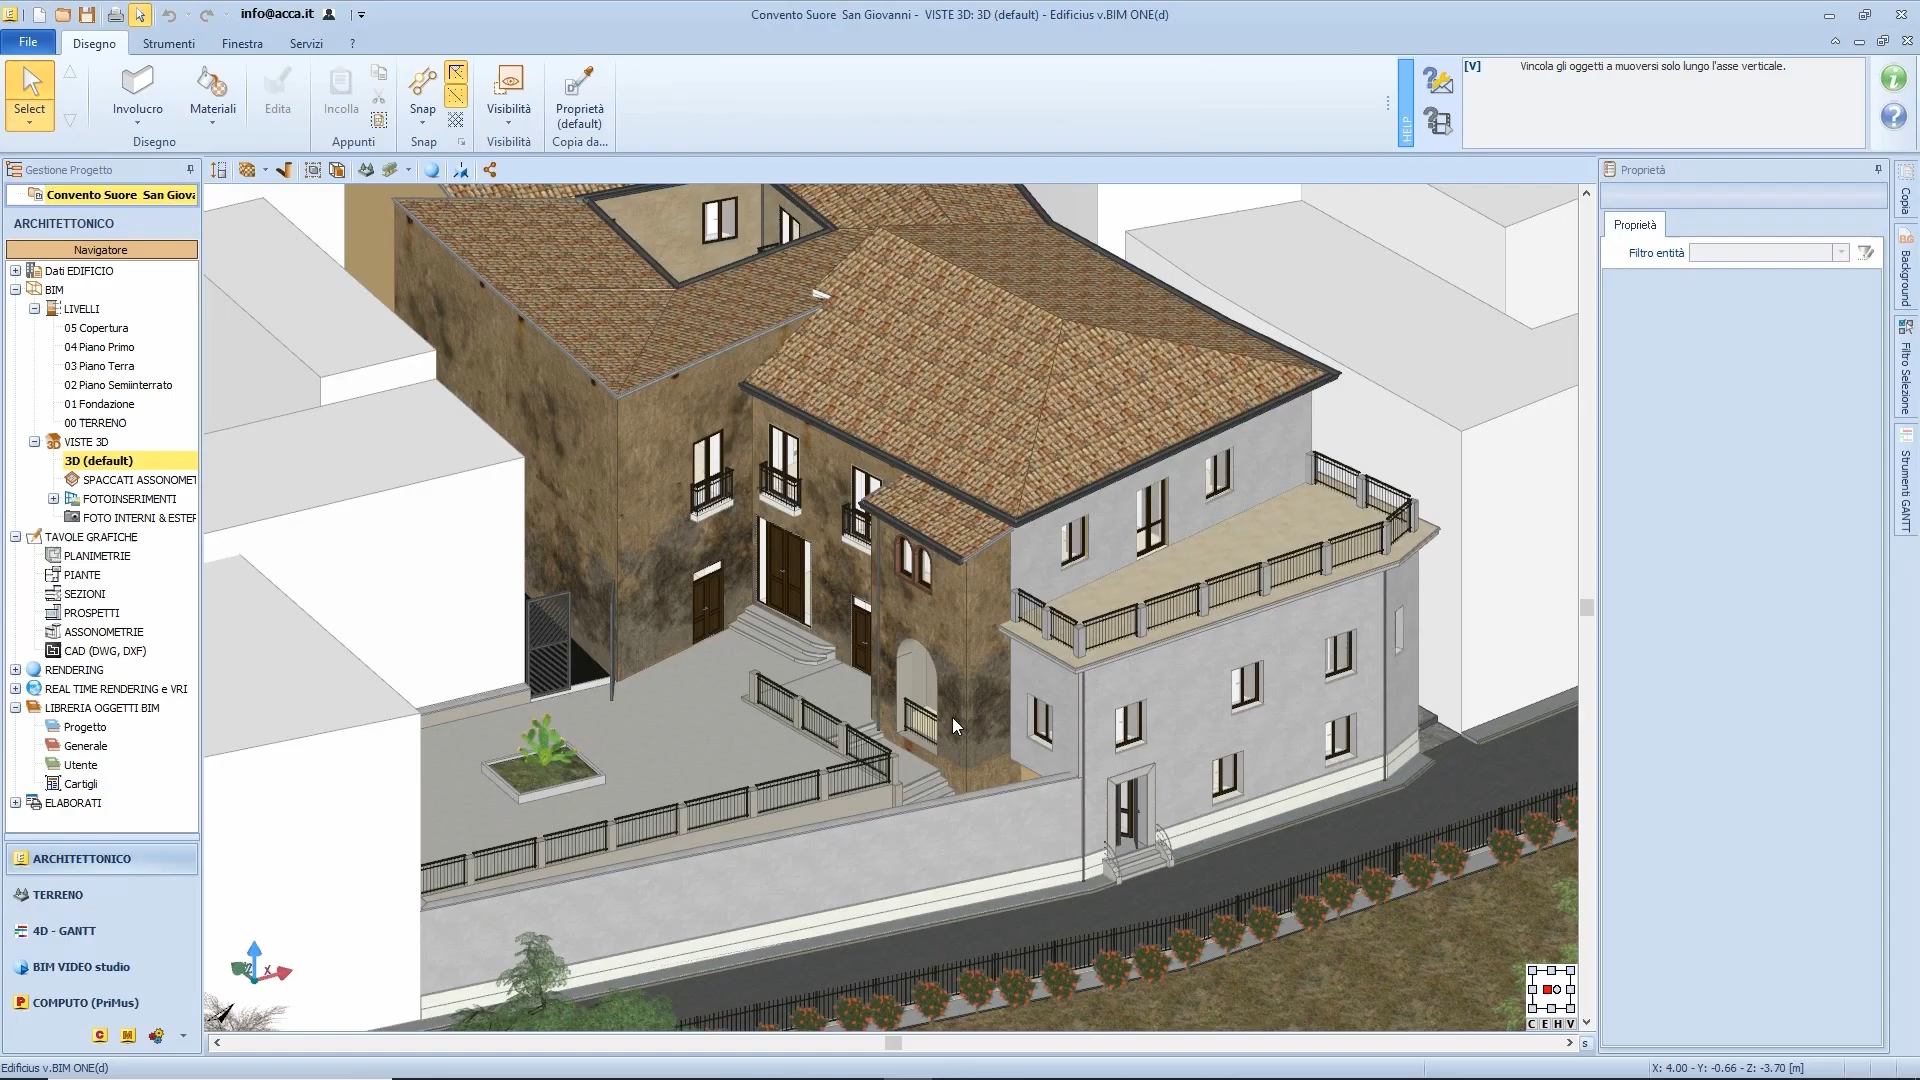 info@acca.it
Convento Suore San Giovanni - VISTE 3D: 3D (default) - Edificius v.BIM ONE(d)
File
Disegno
Strumenti
Finestra
Servizi
?
Select
Involucro
Materiali
Edita
Incolla
Snap
Visibilità
Proprietà
(default)
Disegno
Appunti
Snap
Visibilità
Copia da...
HELP
[V]
Vincola gli oggetti a muoversi solo lungo l'asse verticale.
Gestione Progetto
Convento Suore San Giova
ARCHITETTONICO
Navigatore
Dati EDIFICIO
BIM
LIVELLI
05 Copertura
04 Piano Primo
03 Piano Terra
02 Piano Semiinterrato
01 Fondazione
00 TERRENO
VISTE 3D
3D (default)
SPACCATI ASSONOMET
FOTOINSERIMENTI
FOTO INTERNI & ESTER
TAVOLE GRAFICHE
PLANIMETRIE
PIANTE
SEZIONI
PROSPETTI
ASSONOMETRIE
CAD (DWG, DXF)
RENDERING
REAL TIME RENDERING e VRI
LIBRERIA OGGETTI BIM
Progetto
Generale
Utente
Cartigli
ELABORATI
ARCHITETTONICO
TERRENO
4D - GANTT
BIM VIDEO studio
COMPUTO (PriMus)
X
C E H V
S
Proprietà
Proprietà
Filtro entità
Copia
Background
Filtro Selezione
Strumenti GANTT
Edificius v.BIM ONE(d)
X: 4.00 - Y: -0.66 - Z: -3.70 [m]